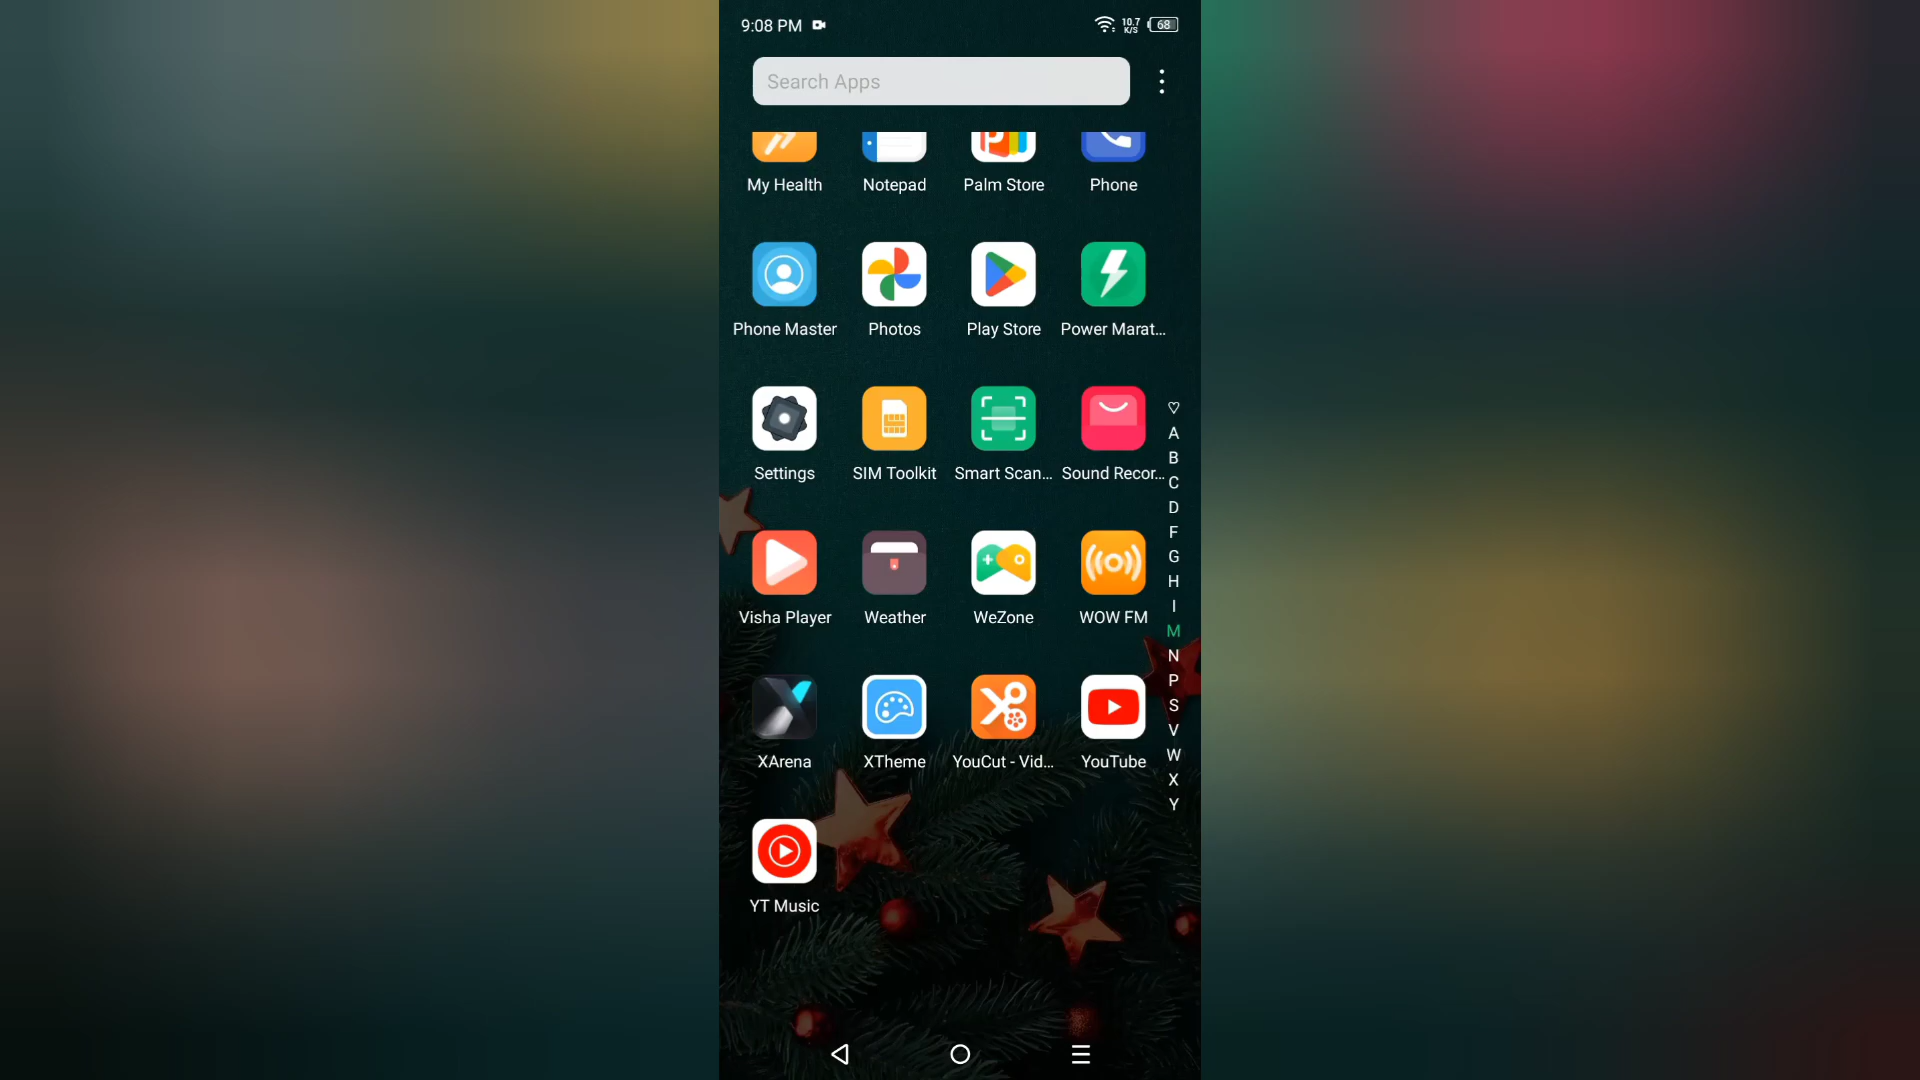 9:08 PM
10.7
K/S
68
Search Apps
My Health Notepad Palm Store Phone
Phone Master Photos Play Store Power Marat...
Settings SIM Toolkit Smart Scan... Sound Recor...
Visha Player Weather WeZone WOW FM
XArena XTheme YouCut - Vid... YouTube
YT Music
A
B
C
D
F
G
H
I
M
N
P
S
V
W
X
Y